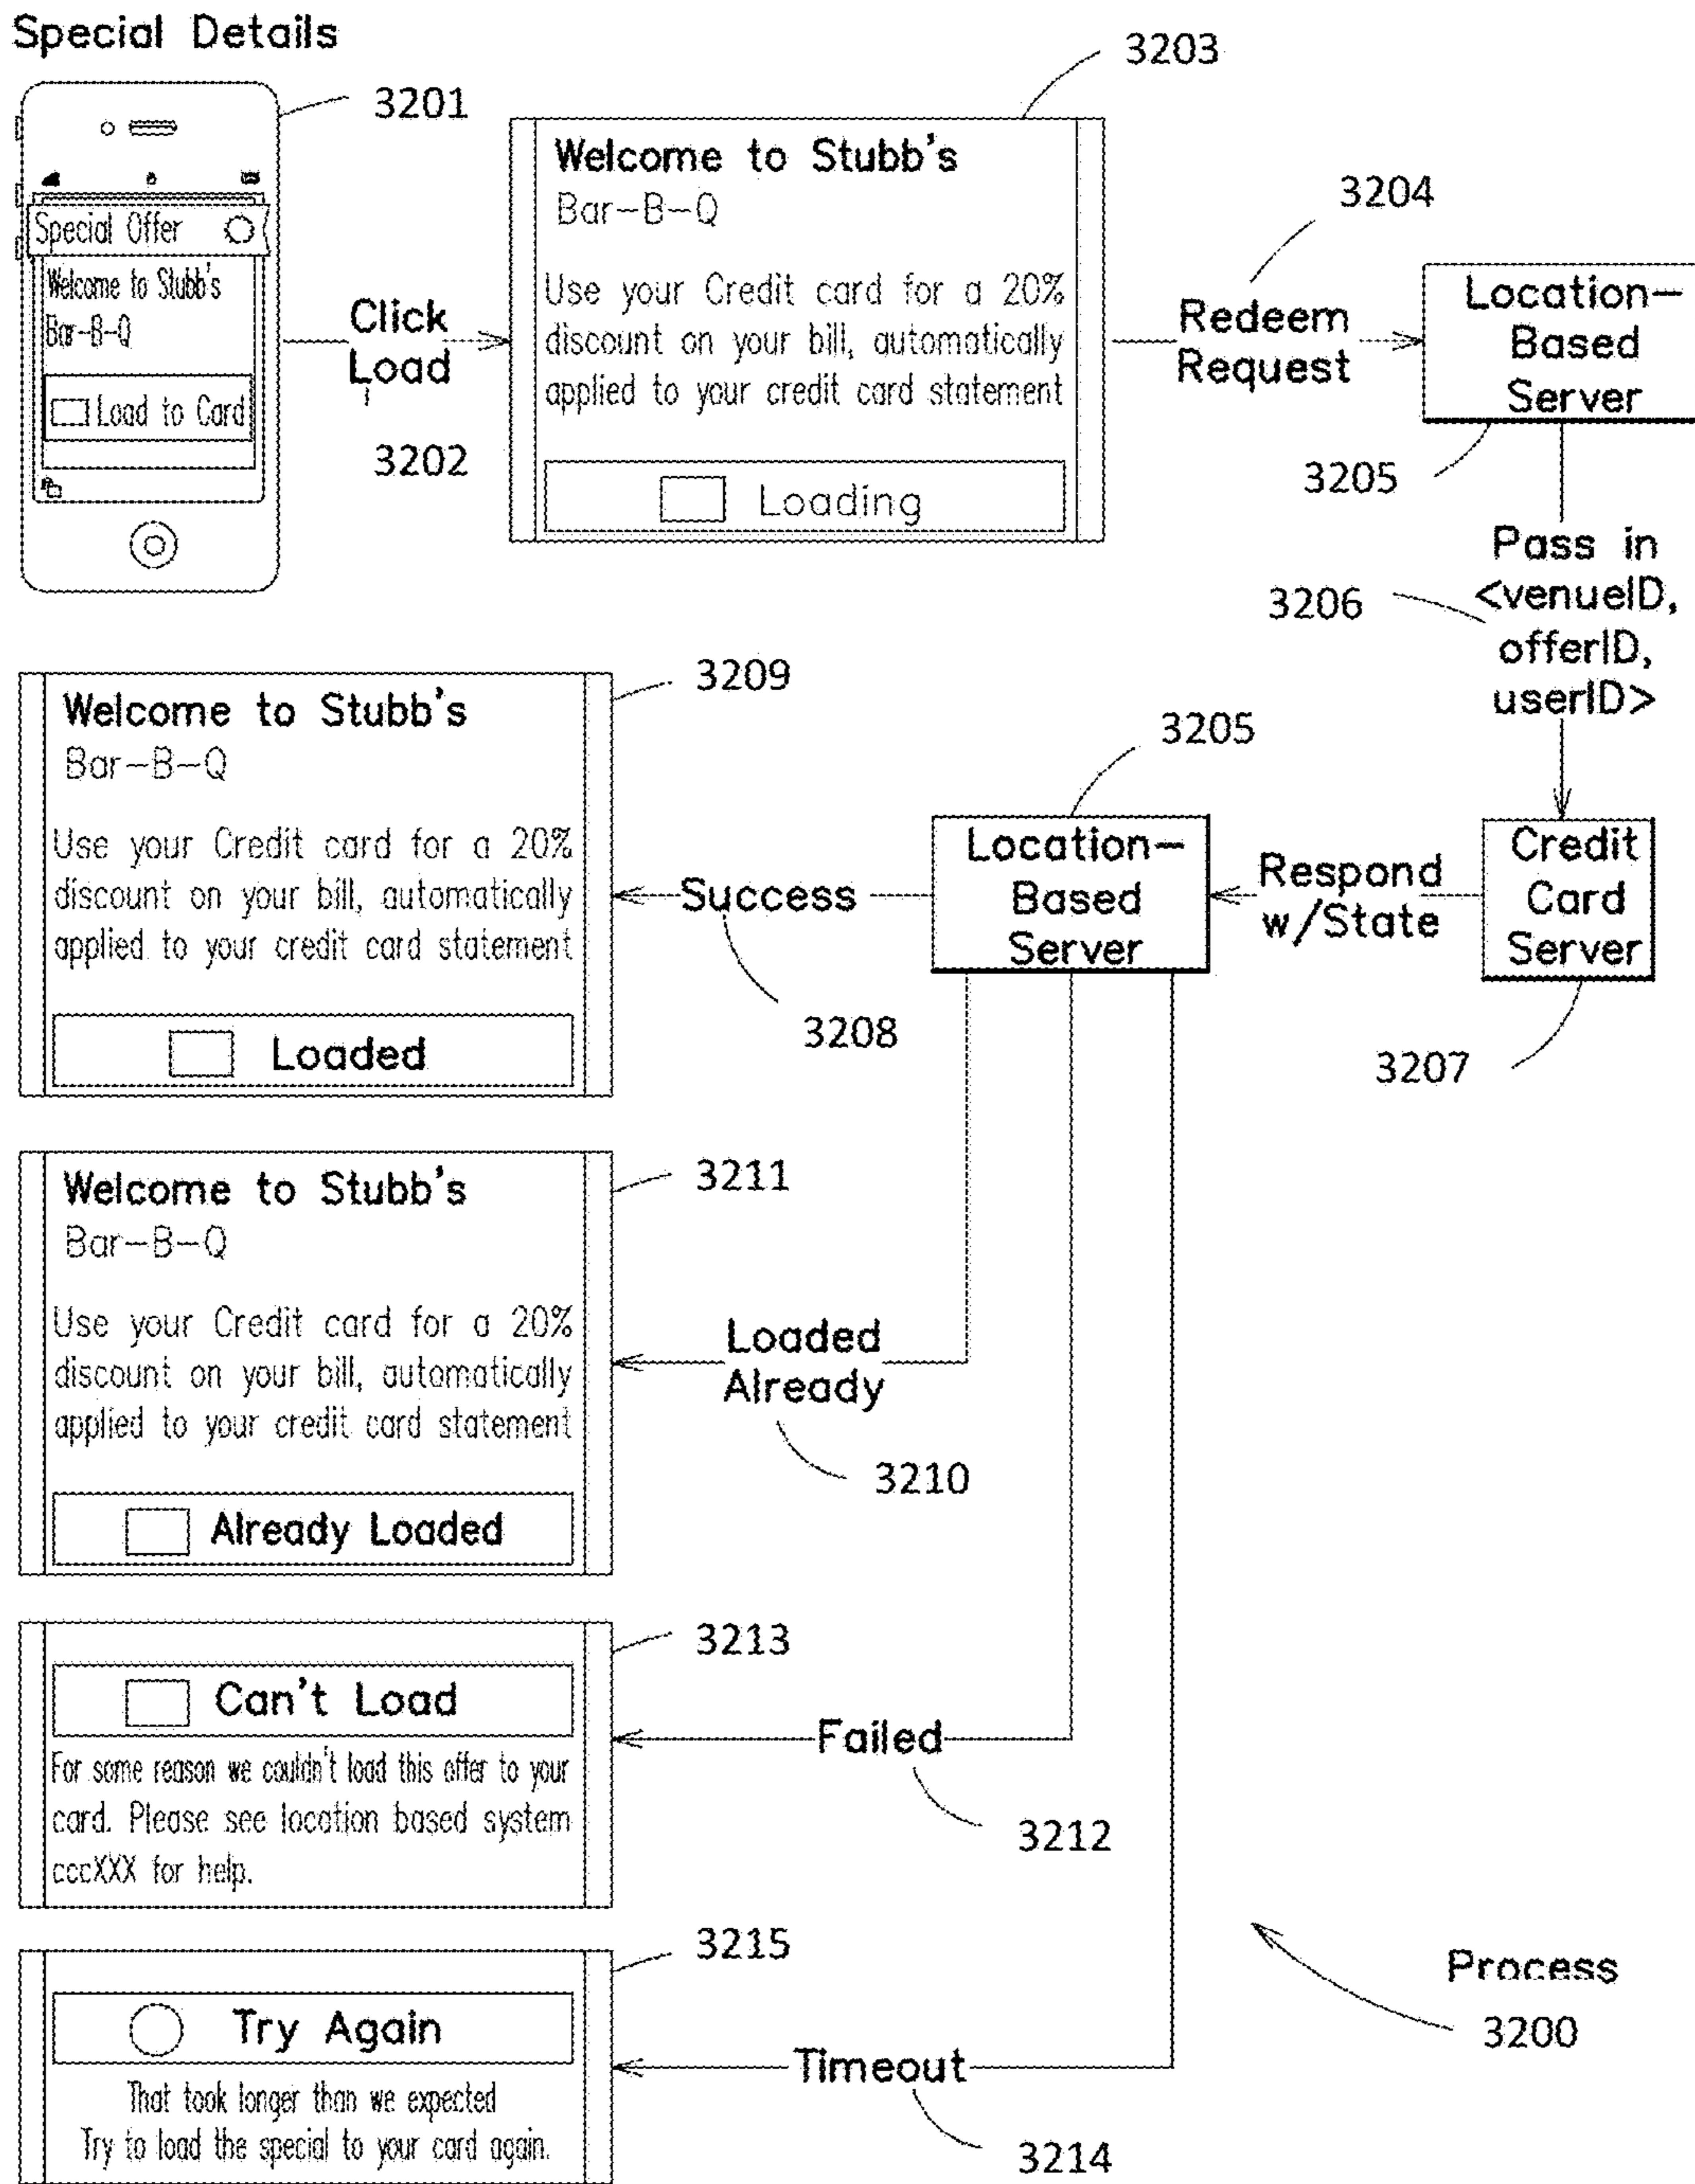 Special Details
3201
Special Offer
Welcome to Stubb's
Bar-B-Q
Load to Card
Click
Load
3202
3203
Welcome to Stubb's
Bar-B-Q
Use your Credit card for a 20%
discount on your bill, automatically
applied to your credit card statement
Loading
3204
Redeem
Request
Location-
Based
Server
3205
Pass in
<venueID,
offerID,
userID>
3206
Credit
Card
Server
3207
Respond
w/State
3205
Location-
Based
Server
Success
3208
3209
Welcome to Stubb's
Bar-B-Q
Use your Credit card for a 20%
discount on your bill, automatically
applied to your credit card statement
Loaded
3211
Welcome to Stubb's
Bar-B-Q
Use your Credit card for a 20%
discount on your bill, automatically
applied to your credit card statement
Already Loaded
Loaded
Already
3210
3213
Can't Load
For some reason we couldn't load this offer to your
card. Please see location based system
cccXXX for help.
Failed
3212
3215
Try Again
That took longer than we expected
Try to load the special to your card again.
Timeout
3214
Process
3200